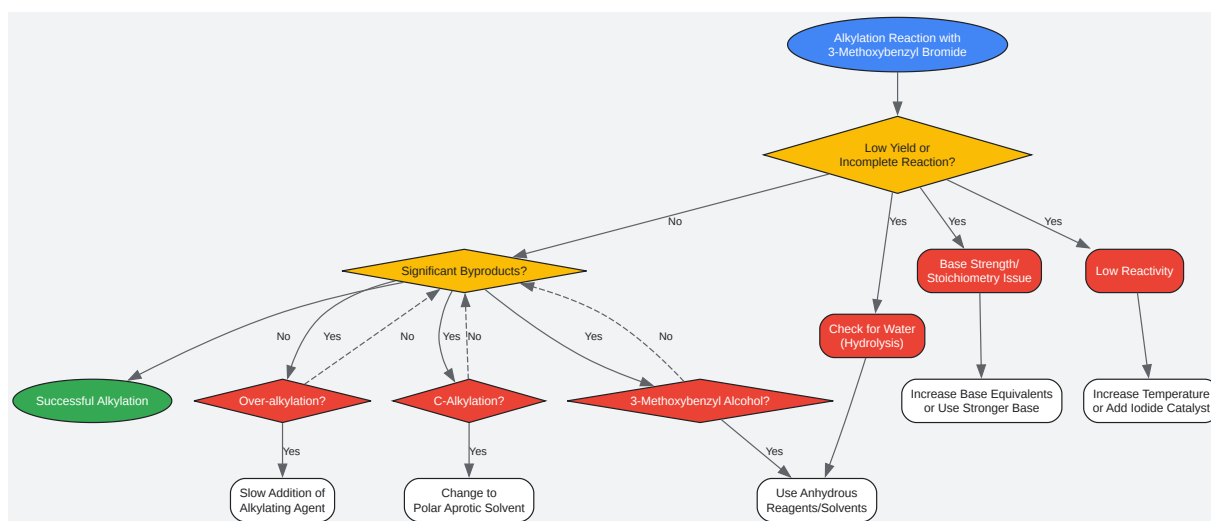 Alkylation Reaction with
3-Methoxybenzyl Bromide
Low Yield or
Incomplete Reaction?
No
Yes
Yes
Yes
Significant Byproducts?
Base Strength/
Stoichiometry Issue
Low Reactivity
Check for Water
(Hydrolysis)
No
Yes
No
Yes
No
Yes
No
Successful Alkylation
Over-alkylation?
C-Alkylation?
3-Methoxybenzyl Alcohol?
Increase Base Equivalents
or Use Stronger Base
Increase Temperature
or Add Iodide Catalyst
Yes
Yes
Yes
Slow Addition of
Alkylating Agent
Change to
Polar Aprotic Solvent
Use Anhydrous
Reagents/Solvents